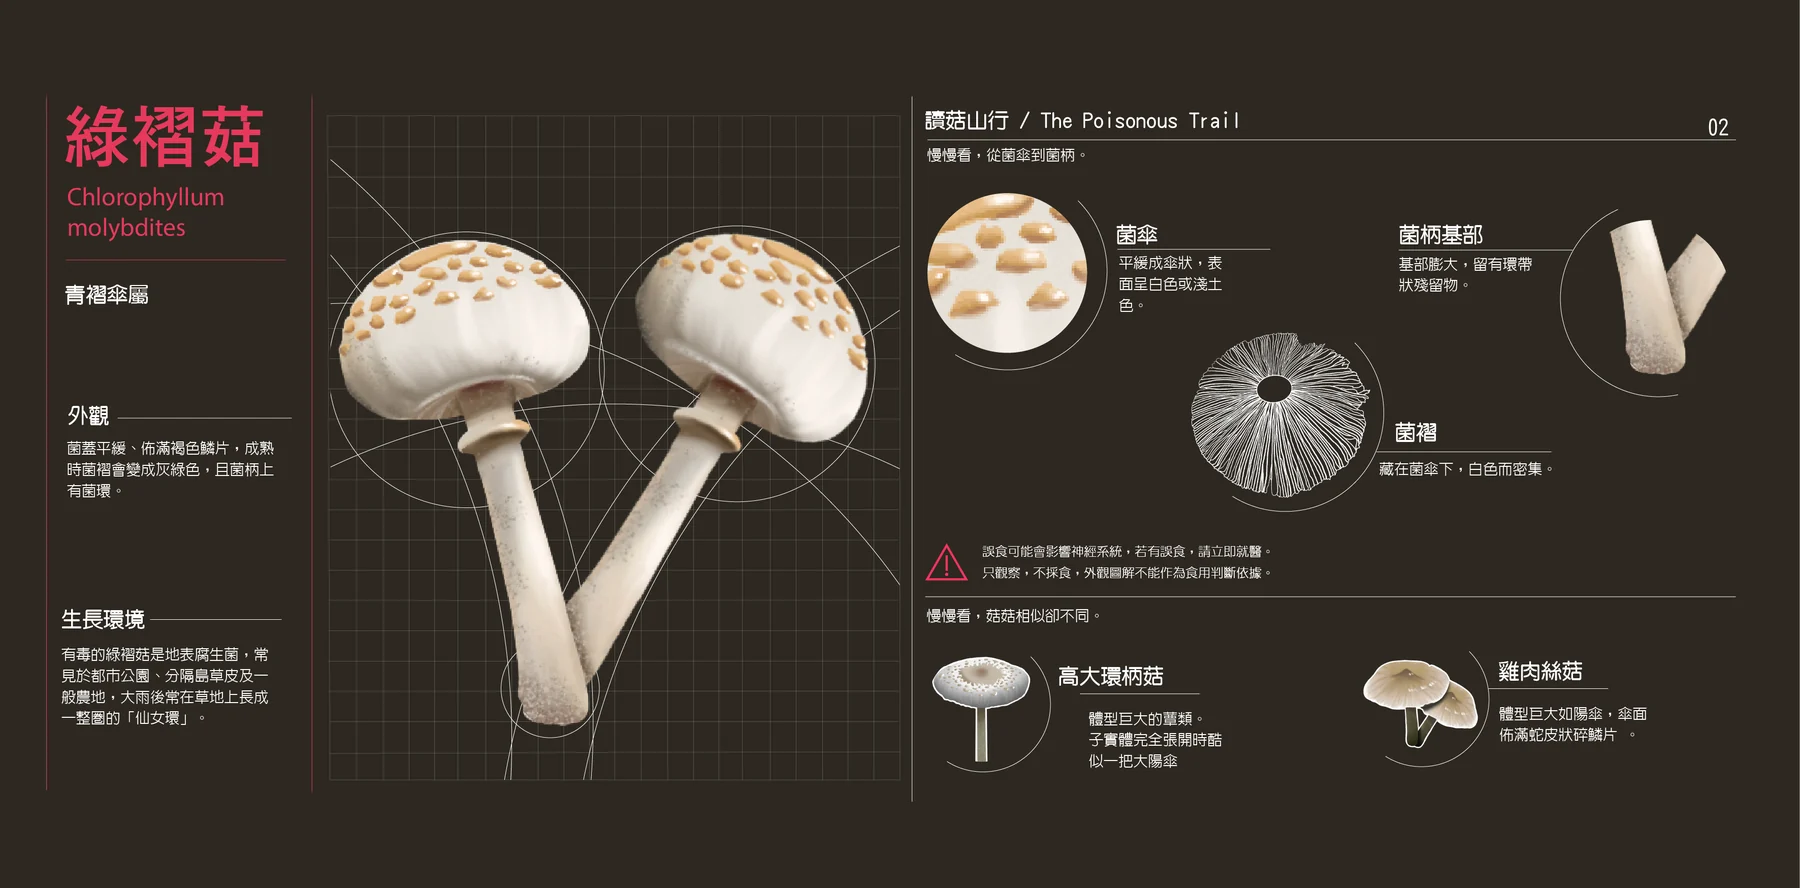 綠褶菇
Chlorophyllum
molybdites
青褶傘屬
外觀
菌蓋平緩、佈滿褐色鱗片，成熟
時菌褶會變成灰綠色，且菌柄上
有菌環。
生長環境
有毒的綠褶菇是地表腐生菌，常
見於都市公園、分隔島草皮及一
般農地，大雨後常在草地上長成
一整圈的「仙女環」。
讀菇山行 / The Poisonous Trail
02
慢慢看，從菌傘到菌柄。
菌傘
平緩成傘狀，表
面呈白色或淺土
色。
菌柄基部
基部膨大，留有環帶
狀殘留物。
菌褶
藏在菌傘下，白色而密集。
誤食可能會影響神經系統，若有誤食，請立即就醫。
只觀察，不採食，外觀圖解不能作為食用判斷依據。
慢慢看，菇菇相似卻不同。
高大環柄菇
體型巨大的蕈類。
子實體完全張開時酷
似一把大陽傘
雞肉絲菇
體型巨大如陽傘，傘面
佈滿蛇皮狀碎鱗片 。